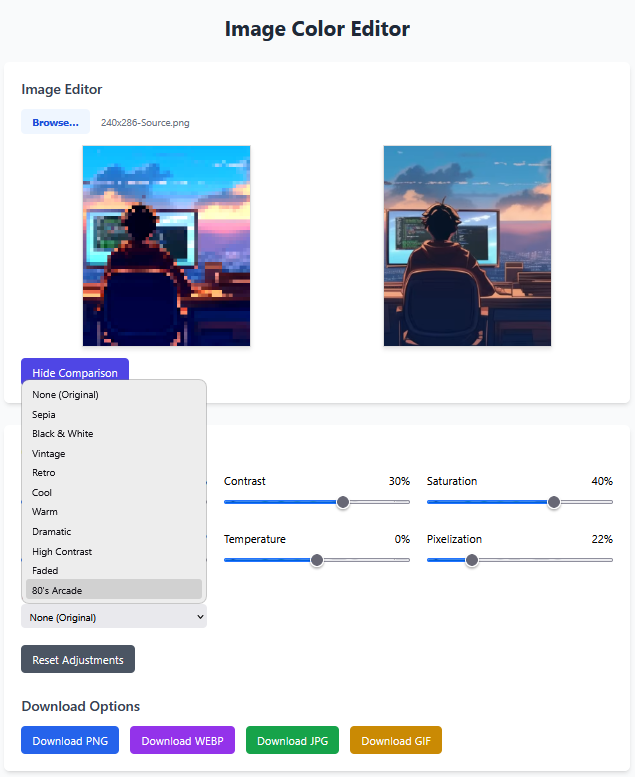 Image Color Editor
Image Editor
Browse... 240x286-Source.png
Hide Comparison
None (Original)
Sepia
Black & White
Vintage
Retro
Cool
Warm
Dramatic
High Contrast
Faded
80's Arcade
Contrast 30% Saturation 40%
Temperature 0% Pixelization 22%
None (Original)
Reset Adjustments
Download Options
Download PNG Download WEBP Download JPG Download GIF